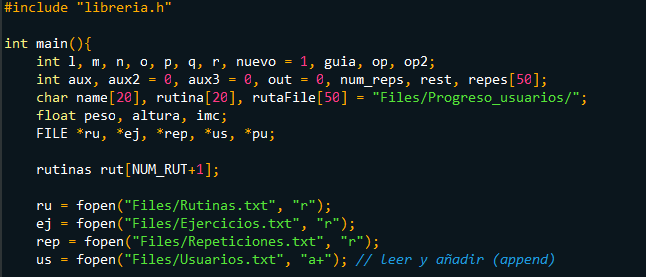 #include "libreria.h"
int main(){
int l, m, n, o, p, q, r, nuevo = 1, guia, op, op2;
int aux, aux2 = 0, aux3 = 0, out = 0, num_reps, rest, repes[50];
char name[20], rutina[20], rutaFile[50] = "Files/Progreso_usuarios/";
float peso, altura, imc;
FILE *ru, *ej, *rep, *us, *pu;
rutinas rut[NUM_RUT+1];
ru = fopen("Files/Rutinas.txt", "r");
ej = fopen("Files/Ejercicios.txt", "r");
rep = fopen("Files/Repeticiones.txt", "r");
us = fopen("Files/Usuarios.txt", "a+"); // leer y añadir (append)